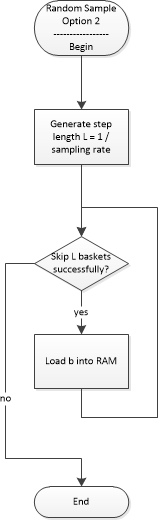 Random Sample
Option 2
-----------------
Begin
Generate step
length L = 1 /
sampling rate
Skip L baskets
successfully?
yes
Load b into RAM
no
End